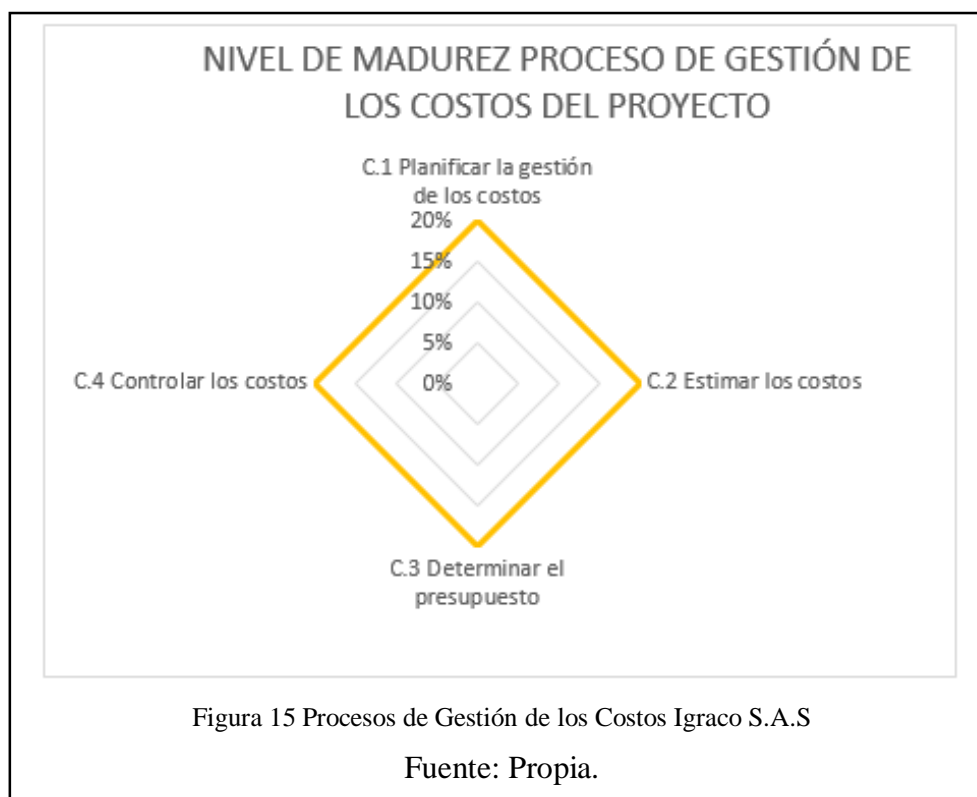 NIVEL DE MADUREZ PROCESO DE GESTIÓN DE
LOS COSTOS DEL PROYECTO
C.1 Planificar la gestión
de los costos
20%
15%
10%
5%
C.4 Controlar los costos
0%
C.2 Estimar los costos
C.3 Determinar el
presupuesto
Figura 15 Procesos de Gestión de los Costos Igraco S.A.S
Fuente: Propia.